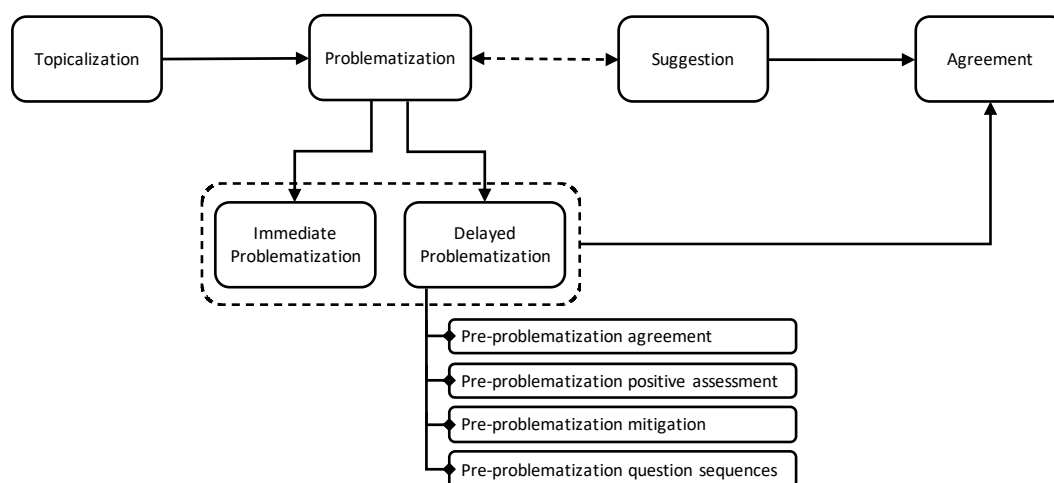 Topicalization
Problematization
Suggestion
Agreement
Immediate
Problematization
Delayed
Problematization
Pre-problematization agreement
Pre-problematization positive assessment
Pre-problematization mitigation
Pre-problematization question sequences